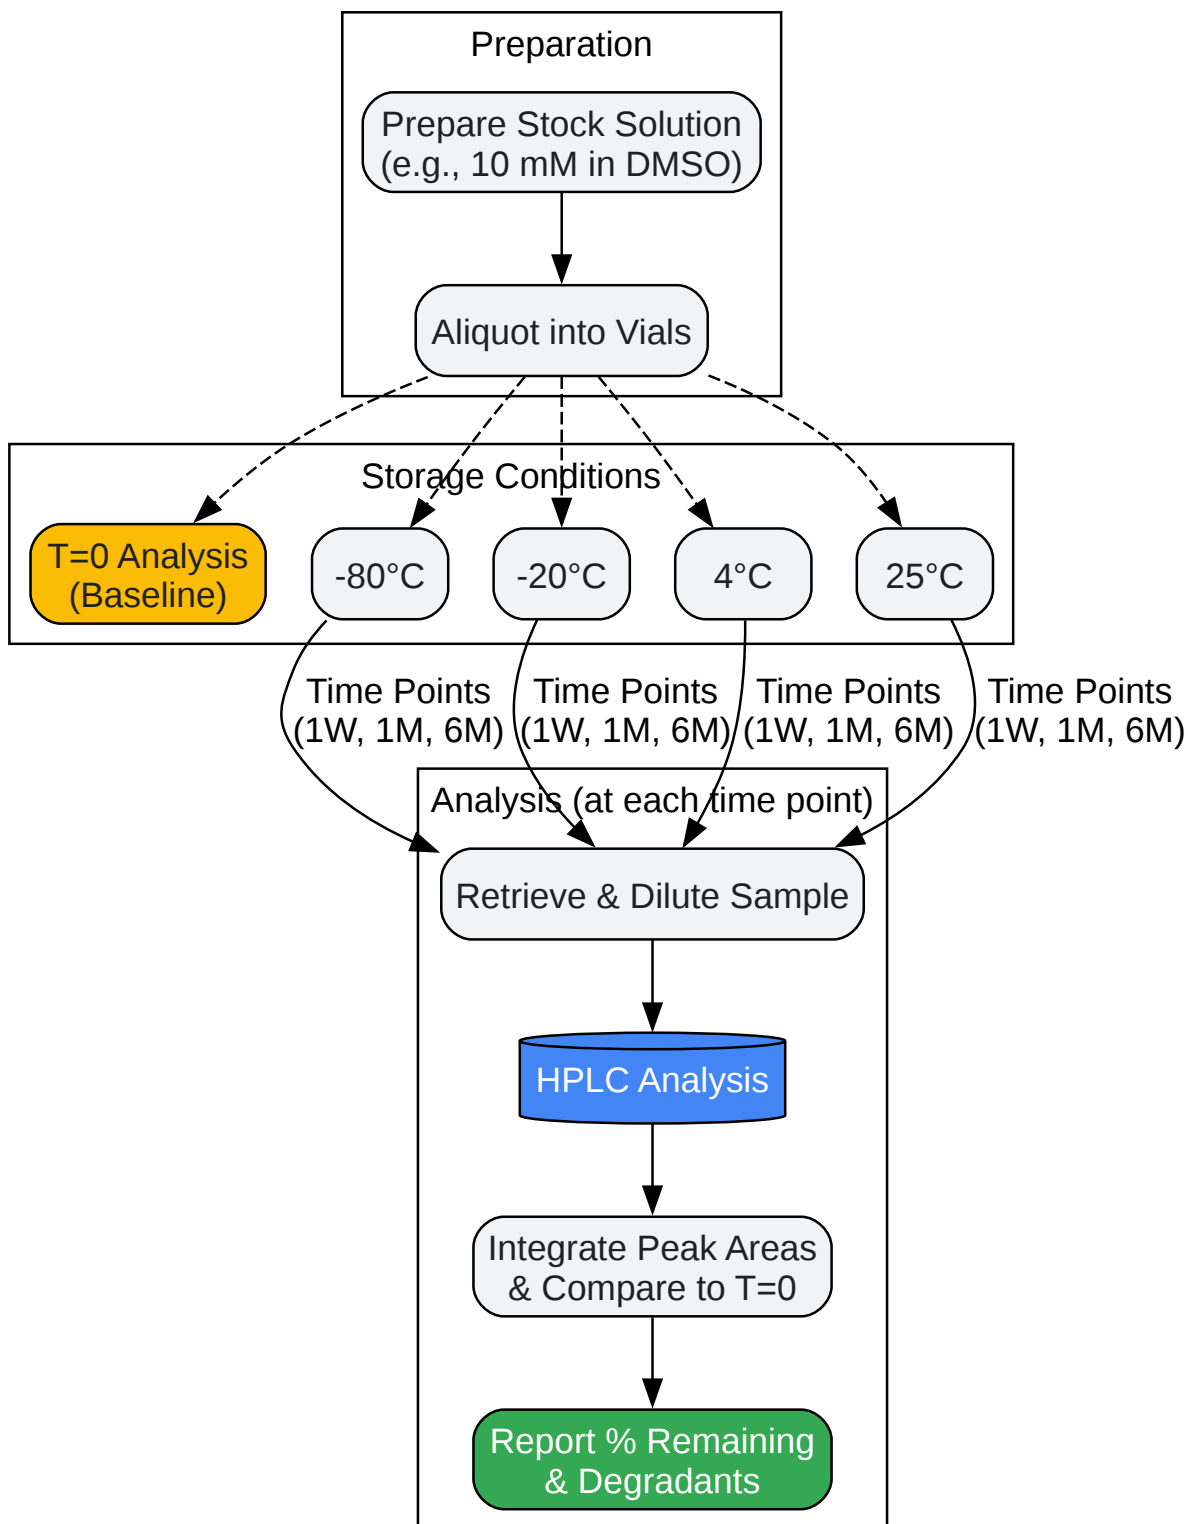 Preparation
Prepare Stock Solution
(e.g., 10 mM in DMSO)
Aliquot into Vials
Storage Conditions
T=0 Analysis
(Baseline)
-80°C
-20°C
4°C
25°C
Time Points
(1W, 1M, 6M)
Time Points
(1W, 1M, 6M)
Time Points
(1W, 1M, 6M)
Time Points
(1W, 1M, 6M)
Analysis (at each time point)
Retrieve & Dilute Sample
HPLC Analysis
Integrate Peak Areas
& Compare to T=0
Report % Remaining
& Degradants